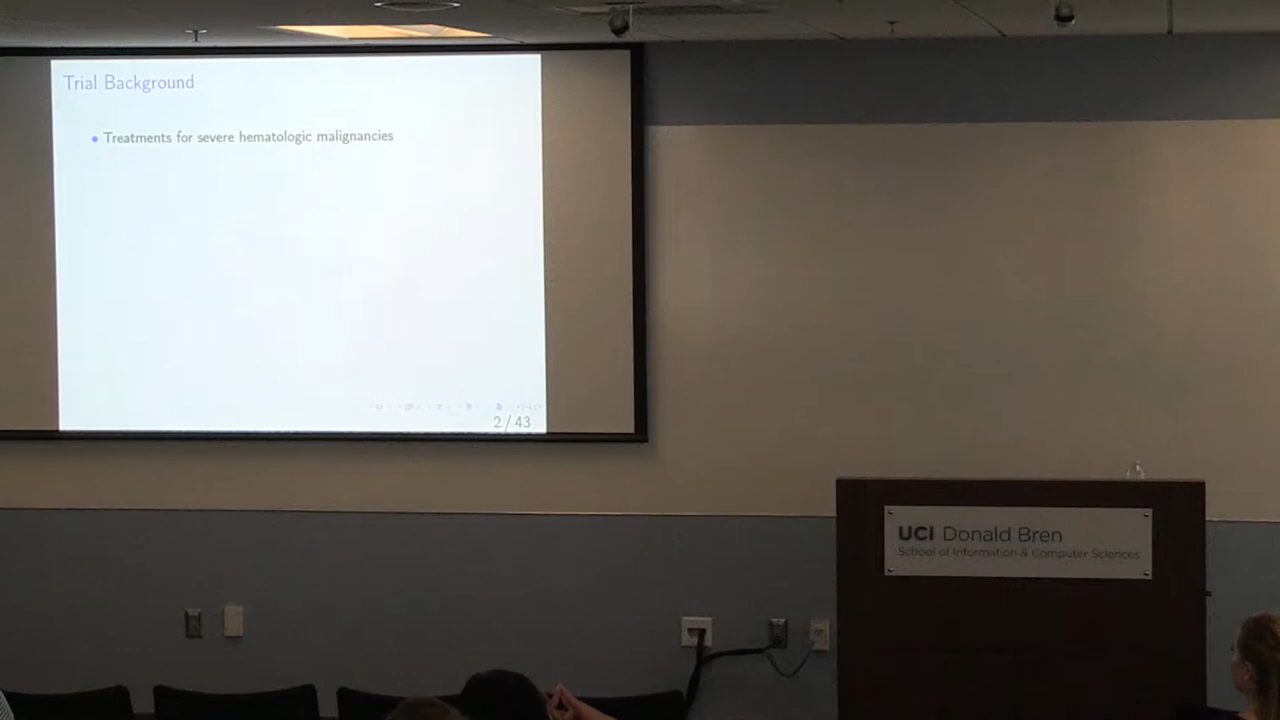 Trial Background
• Treatments for severe hematologic malignancies
2 / 43
UCI Donald Bren
School of Information & Computer Sciences